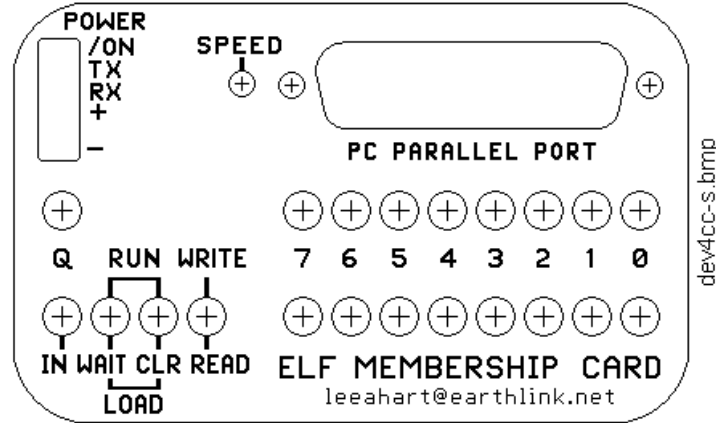 POWER
/ON
TX
RX
+
−
SPEED
PC PARALLEL PORT
Q RUN WRITE 7 6 5 4 3 2 1 0
IN WAIT CLR READ
LOAD
ELF MEMBERSHIP CARD
leeahart@earthlink.net
dev4cc-s.bmp